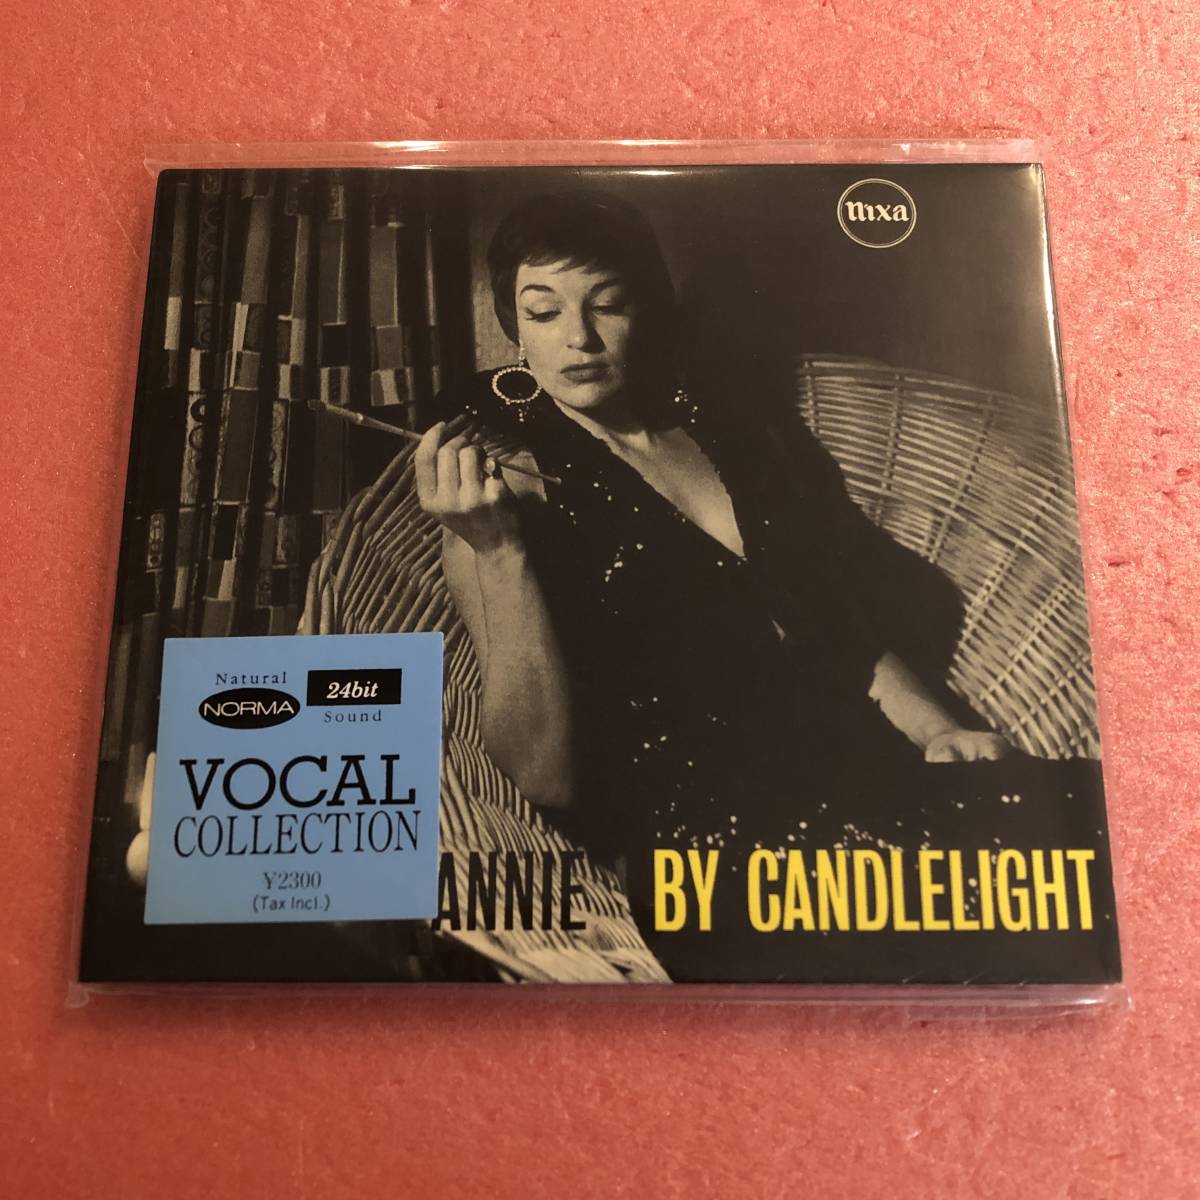 nixa
Natural
NORMA
24bit
Sound
VOCAL
COLLECTION
¥2300
(Tax Incl.)
ANNIE BY CANDLELIGHT